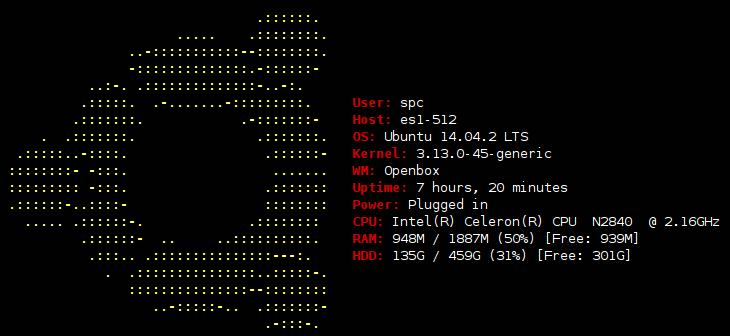 User: spc
Host: es1-512
OS: Ubuntu 14.04.2 LTS
Kernel: 3.13.0-45-generic
WM: Openbox
Uptime: 7 hours, 20 minutes
Power: Plugged in
CPU: Intel(R) Celeron(R) CPU  N2840  @ 2.16GHz
RAM: 948M / 1887M (50%) [Free: 939M]
HDD: 135G / 459G (31%) [Free: 301G]